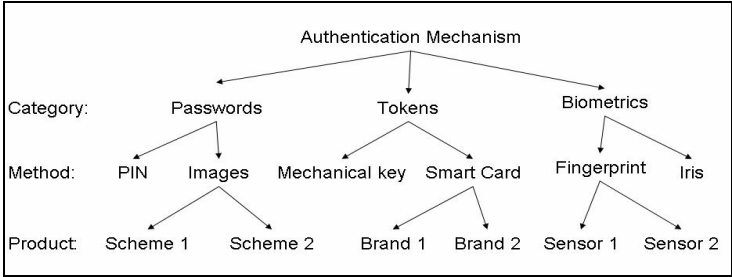 Authentication Mechanism
Category: Passwords Tokens Biometrics
Method: PIN Images Mechanical key Smart Card Fingerprint Iris
Product: Scheme 1 Scheme 2 Brand 1 Brand 2 Sensor 1 Sensor 2